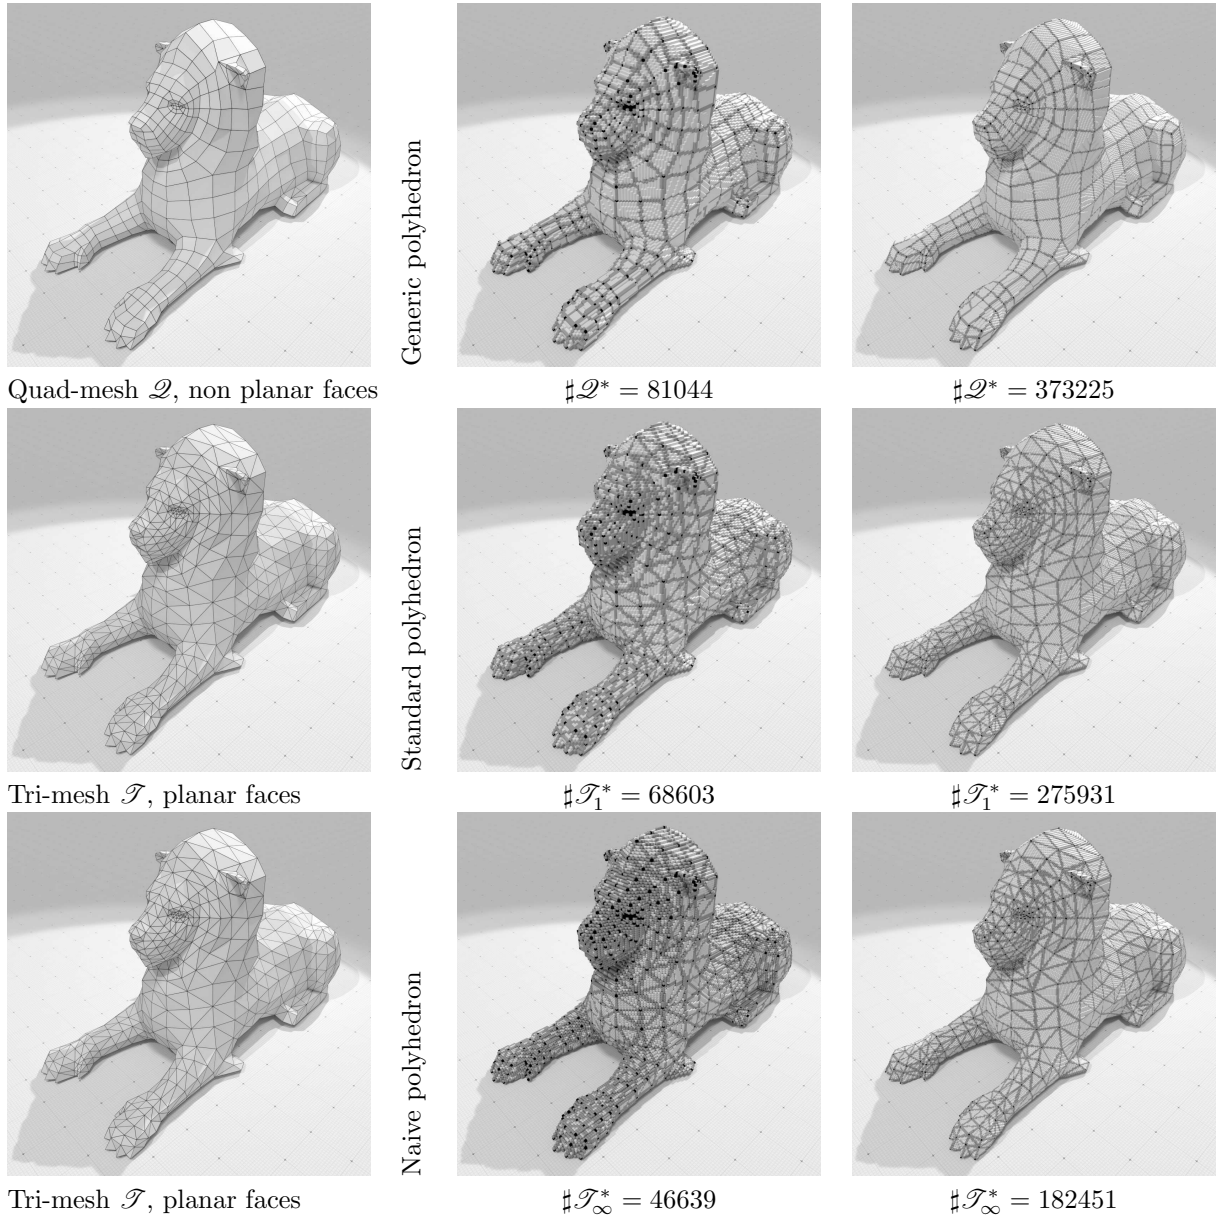 Generic polyhedron
Quad-mesh 𝒬, non planar faces
♯𝒬* = 81044
♯𝒬* = 373225
Standard polyhedron
Tri-mesh 𝒯, planar faces
♯𝒯₁* = 68603
♯𝒯₁* = 275931
Naive polyhedron
Tri-mesh 𝒯, planar faces
♯𝒯∞* = 46639
♯𝒯∞* = 182451